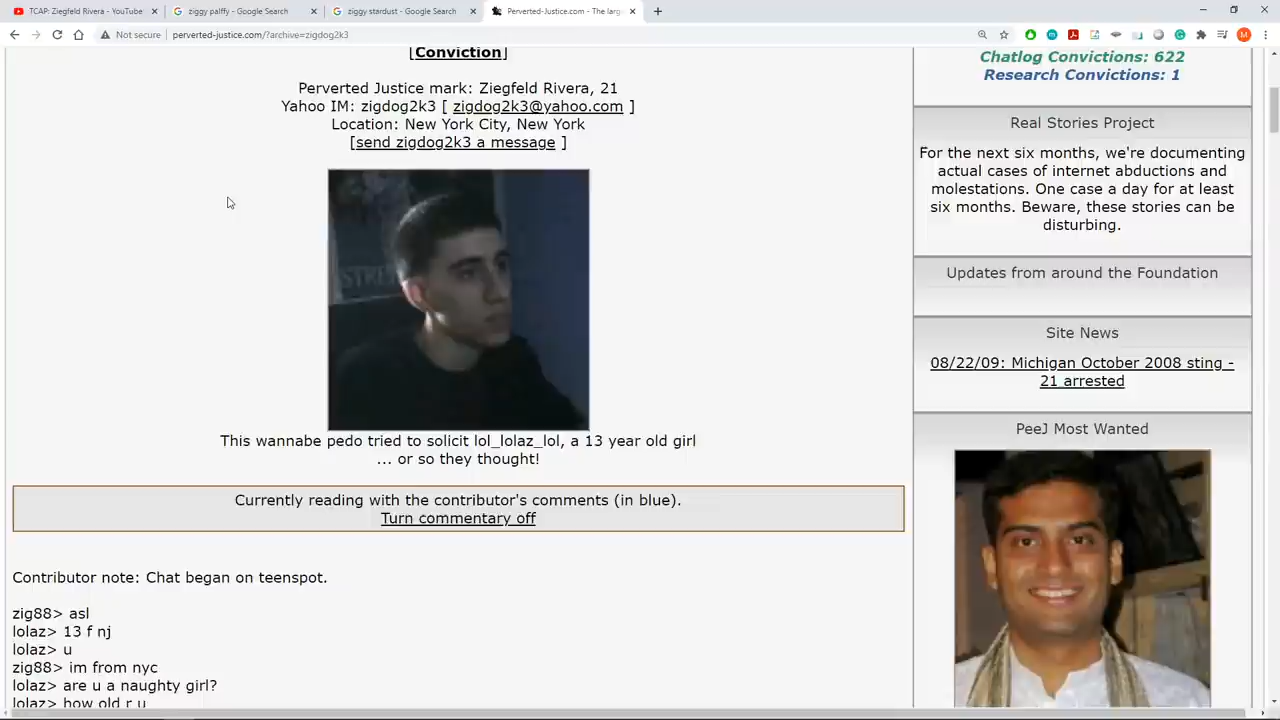 TCAP: Ziegfeld Rivera - YouTube
ziggy palffy - Google Search
ziggy stardust - Google Search
Perverted-Justice.com - The larg
Not secure
perverted-justice.com/?archive=zigdog2k3
[Conviction]
Perverted Justice mark: Ziegfeld Rivera, 21
Yahoo IM: zigdog2k3 [ zigdog2k3@yahoo.com ]
Location: New York City, New York
[send zigdog2k3 a message ]
STREE
This wannabe pedo tried to solicit lol_lolaz_lol, a 13 year old girl
... or so they thought!
Currently reading with the contributor's comments (in blue).
Turn commentary off
Contributor note: Chat began on teenspot.
zig88> asl
lolaz> 13 f nj
lolaz> u
zig88> im from nyc
lolaz> are u a naughty girl?
lolaz> how old r u
Chatlog Convictions: 622
Research Convictions: 1
Real Stories Project
For the next six months, we're documenting
actual cases of internet abductions and
molestations. One case a day for at least
six months. Beware, these stories can be
disturbing.
Updates from around the Foundation
Site News
08/22/09: Michigan October 2008 sting -
21 arrested
PeeJ Most Wanted